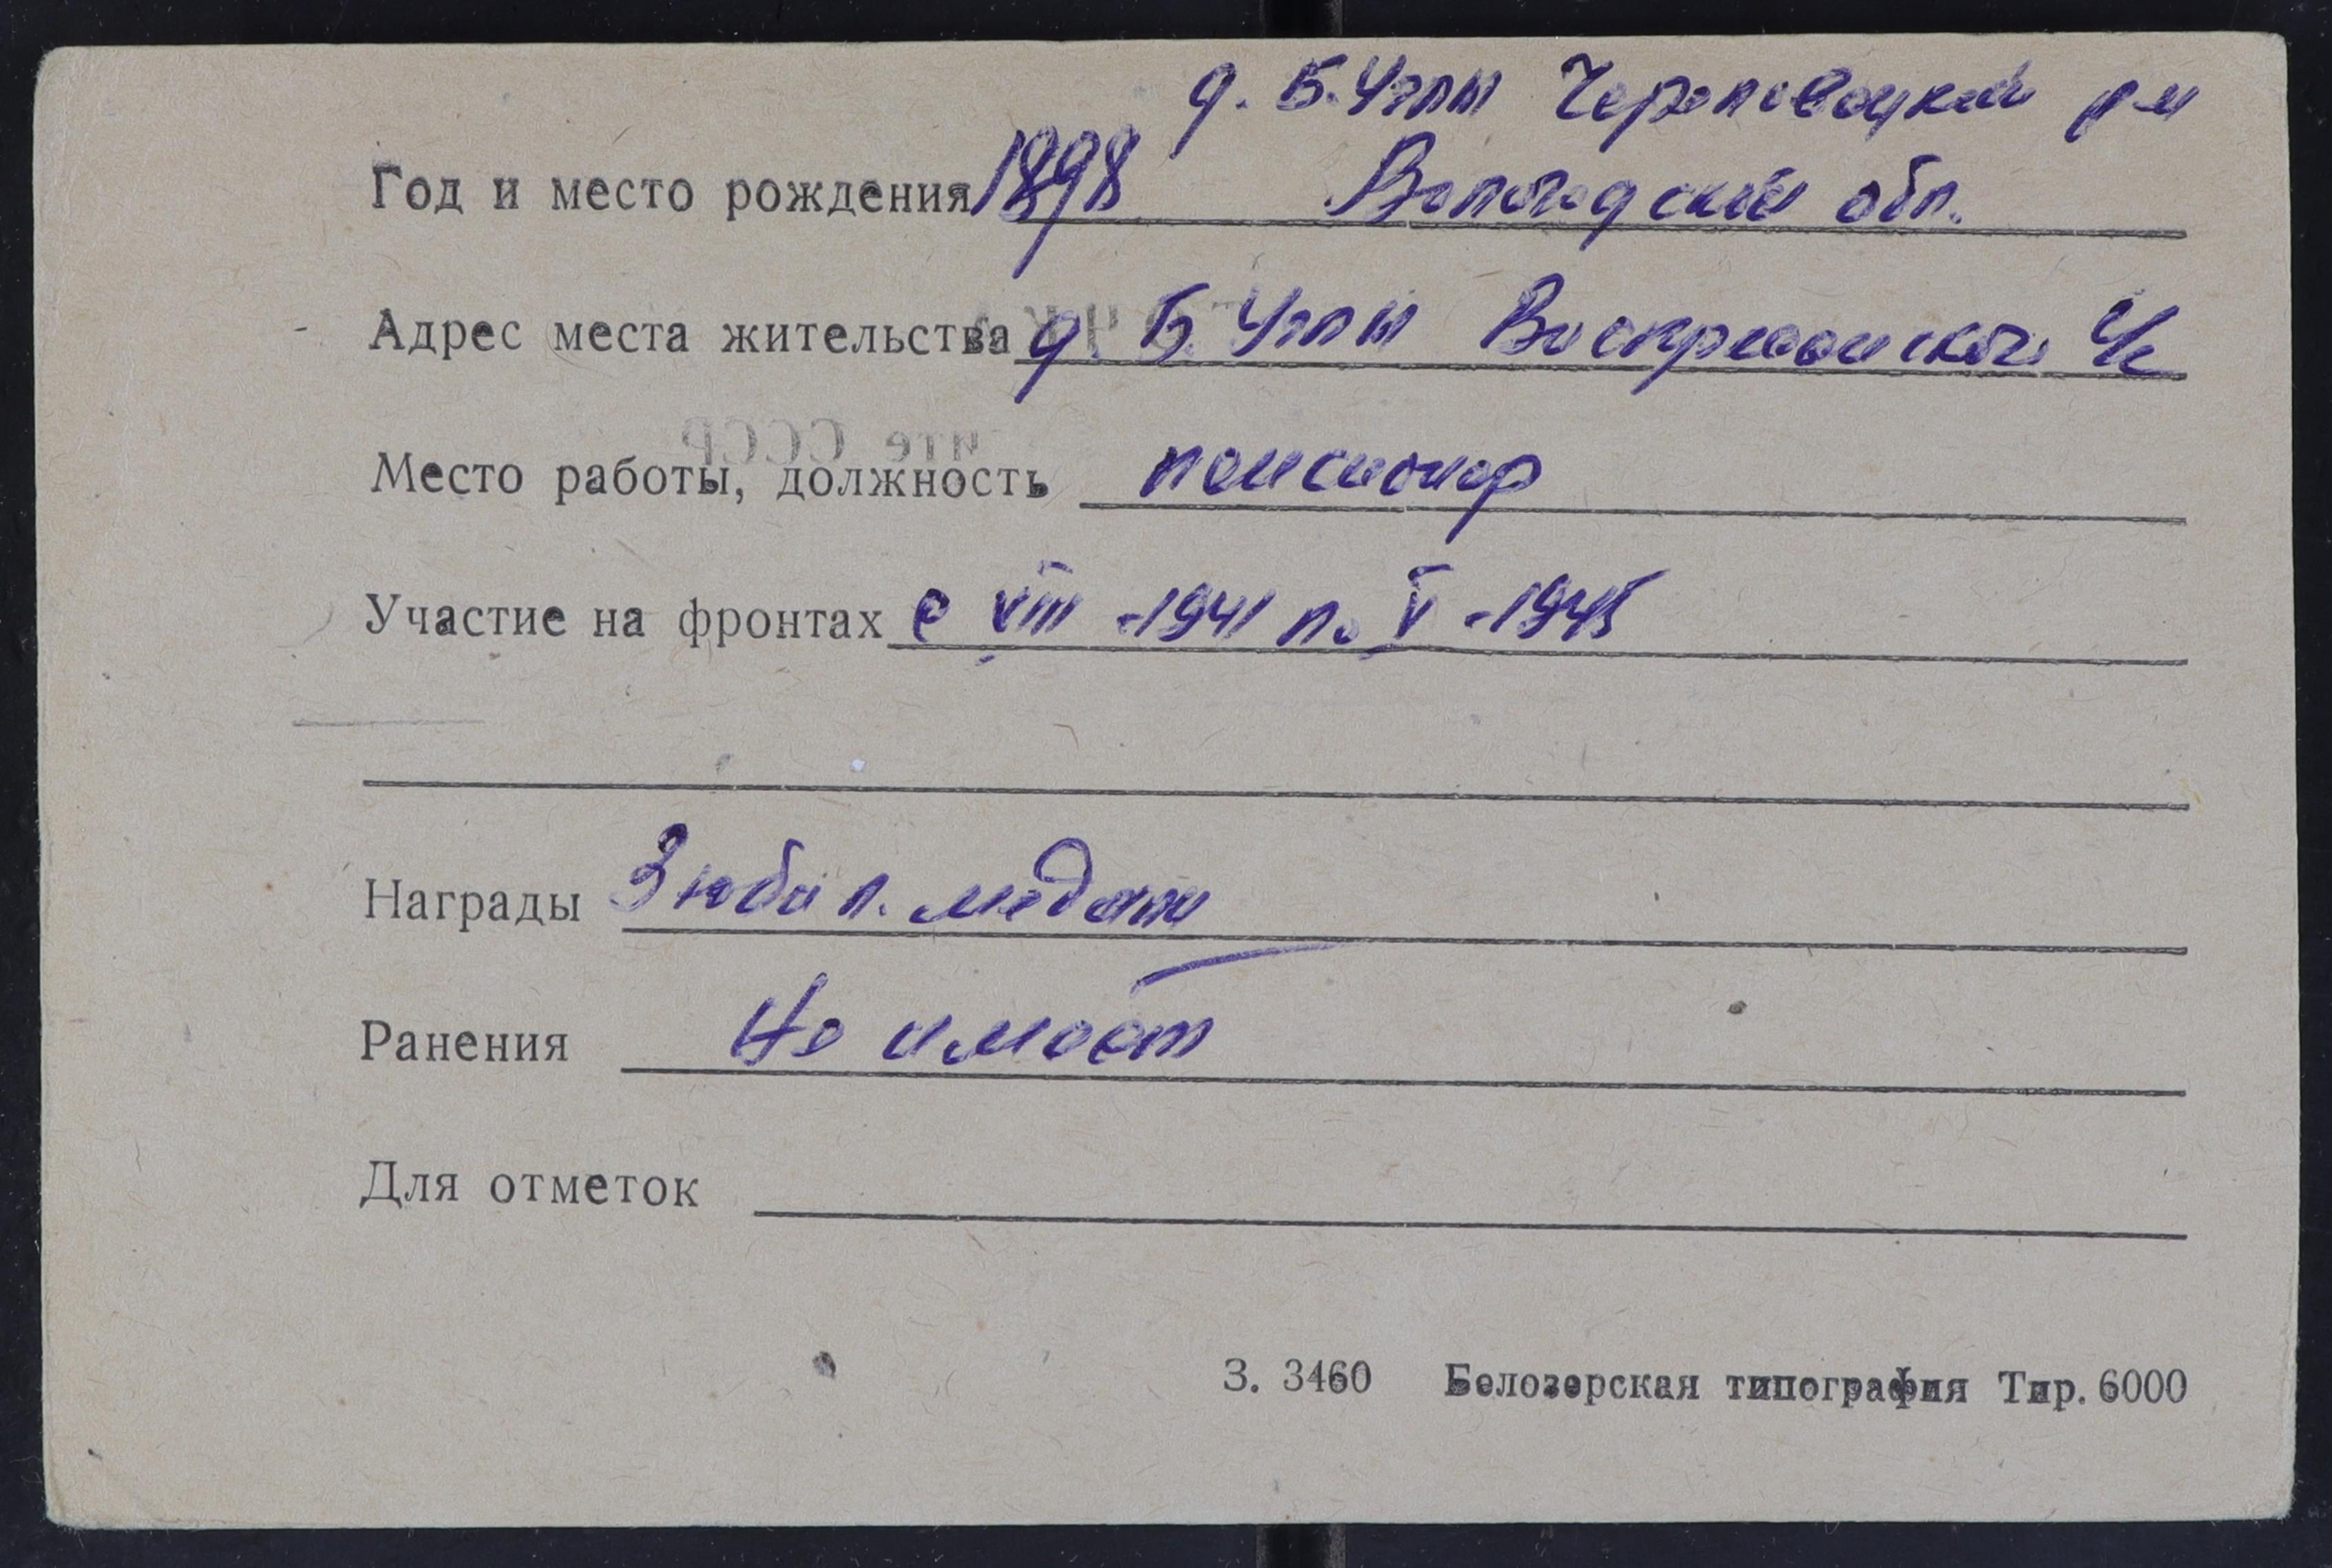 д. Б. Углы Череповецкий р-н
Год и место рождения 1898 Вологодской обл.
Адрес места жительства д. Б. Углы Воскресенского с/с
Место работы, должность пенсионер
Участие на фронтах с VIII -1941 по V -1945
Награды 3 юбил. медали
Ранения Не имеет
Для отметок
З. 3460 Белозерская типография Тир. 6000